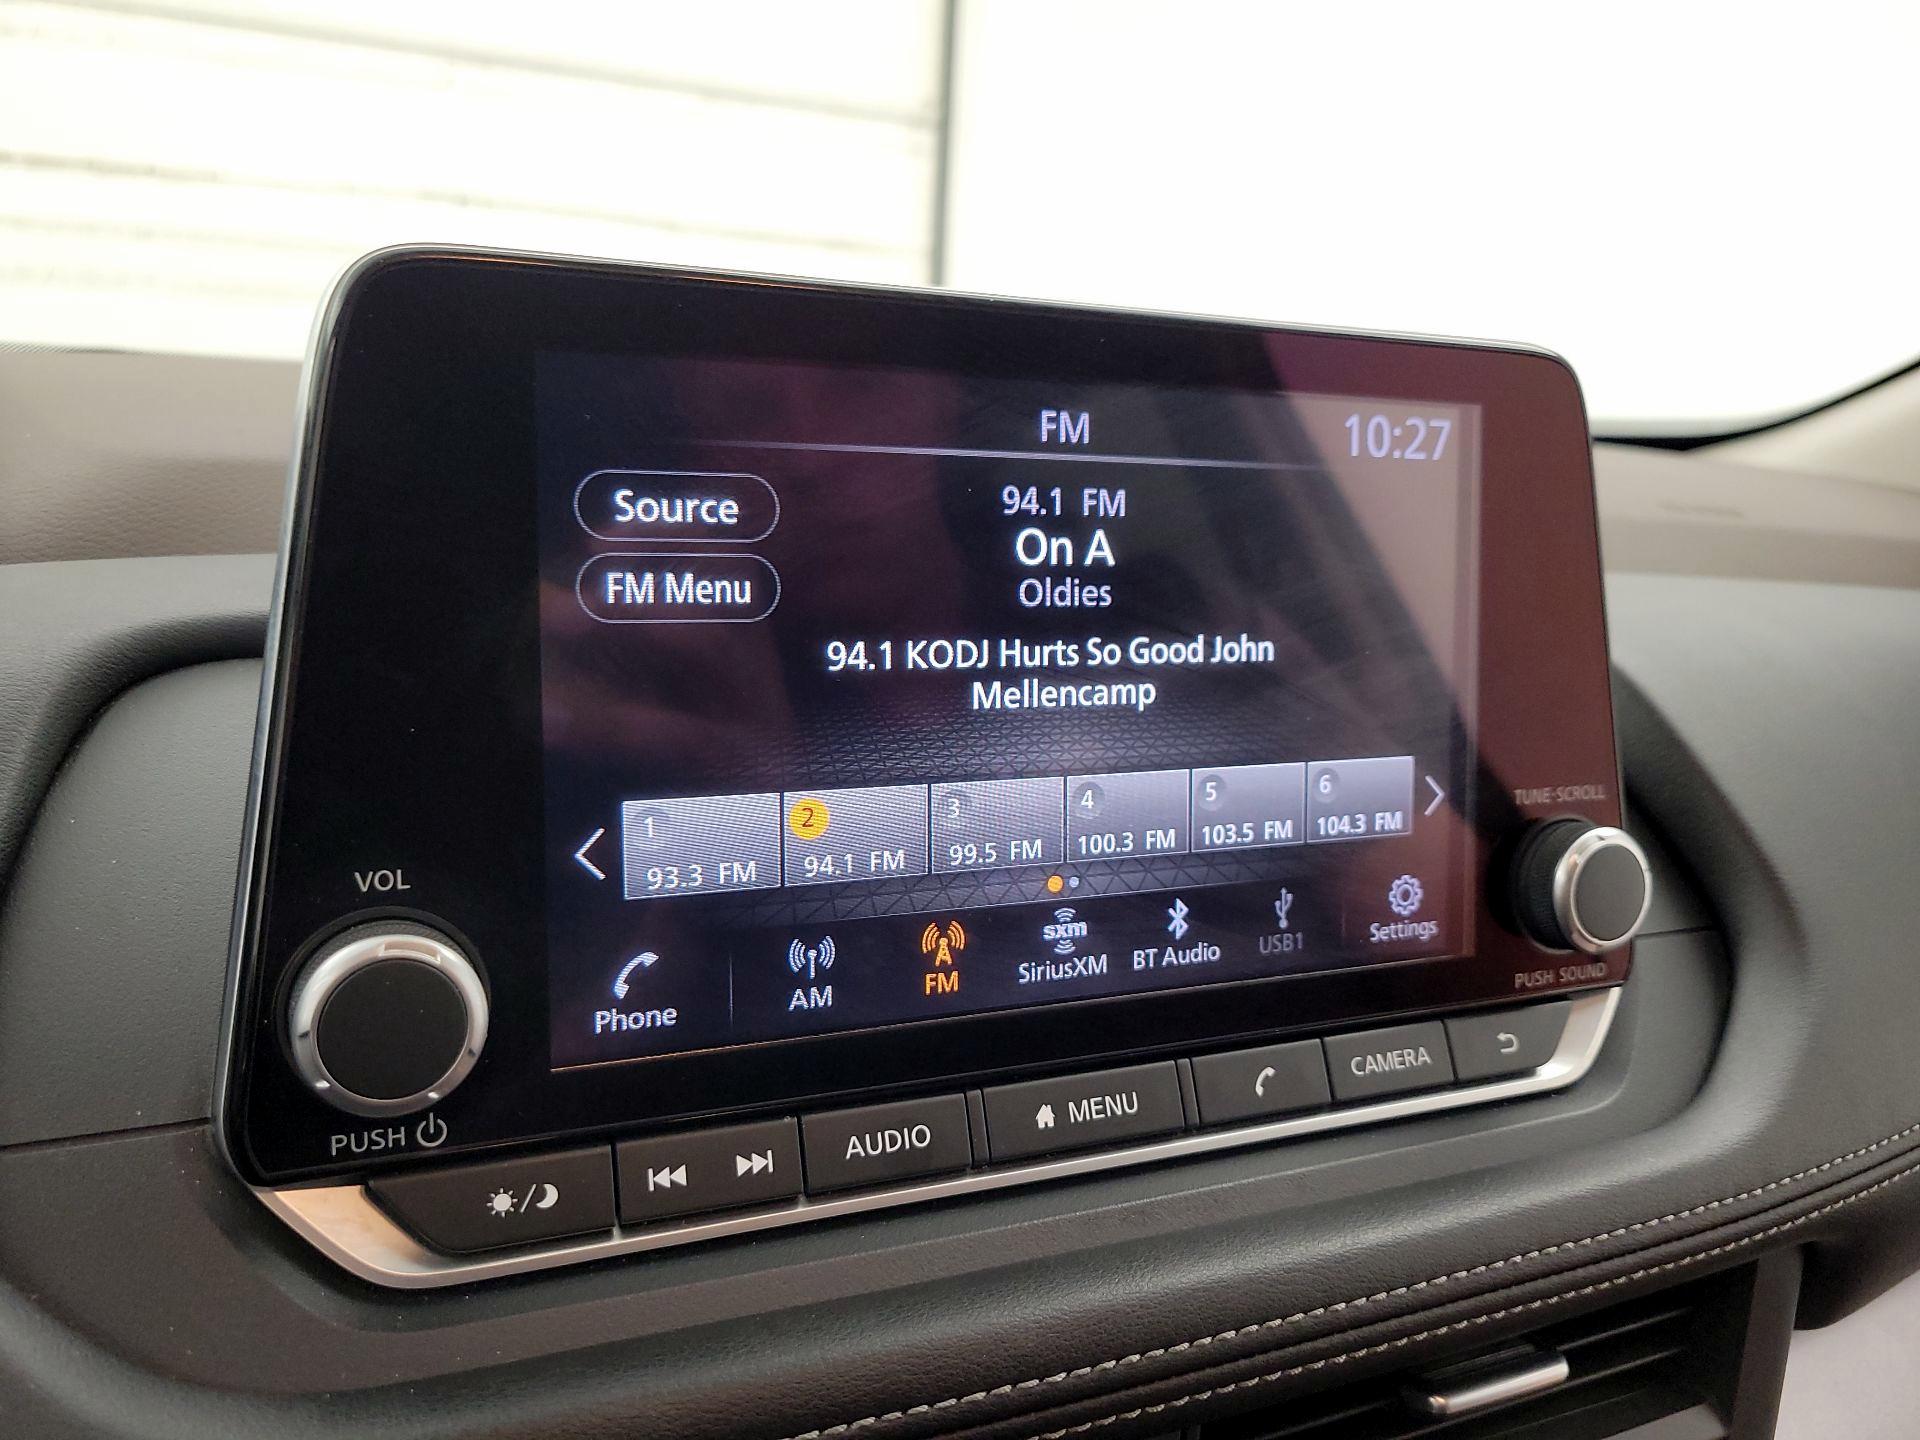 FM
10:27
Source
94.1 FM
On A
FM Menu
Oldies
94.1 KODJ Hurts So Good John
Mellencamp
1
2
3
4
5
6
93.3 FM
94.1 FM
99.5 FM
100.3 FM
103.5 FM
104.3 FM
TUNE·SCROLL
VOL
Phone
AM
FM
sxm
SiriusXM
BT Audio
USB1
Settings
PUSH SOUND
PUSH
AUDIO
MENU
CAMERA